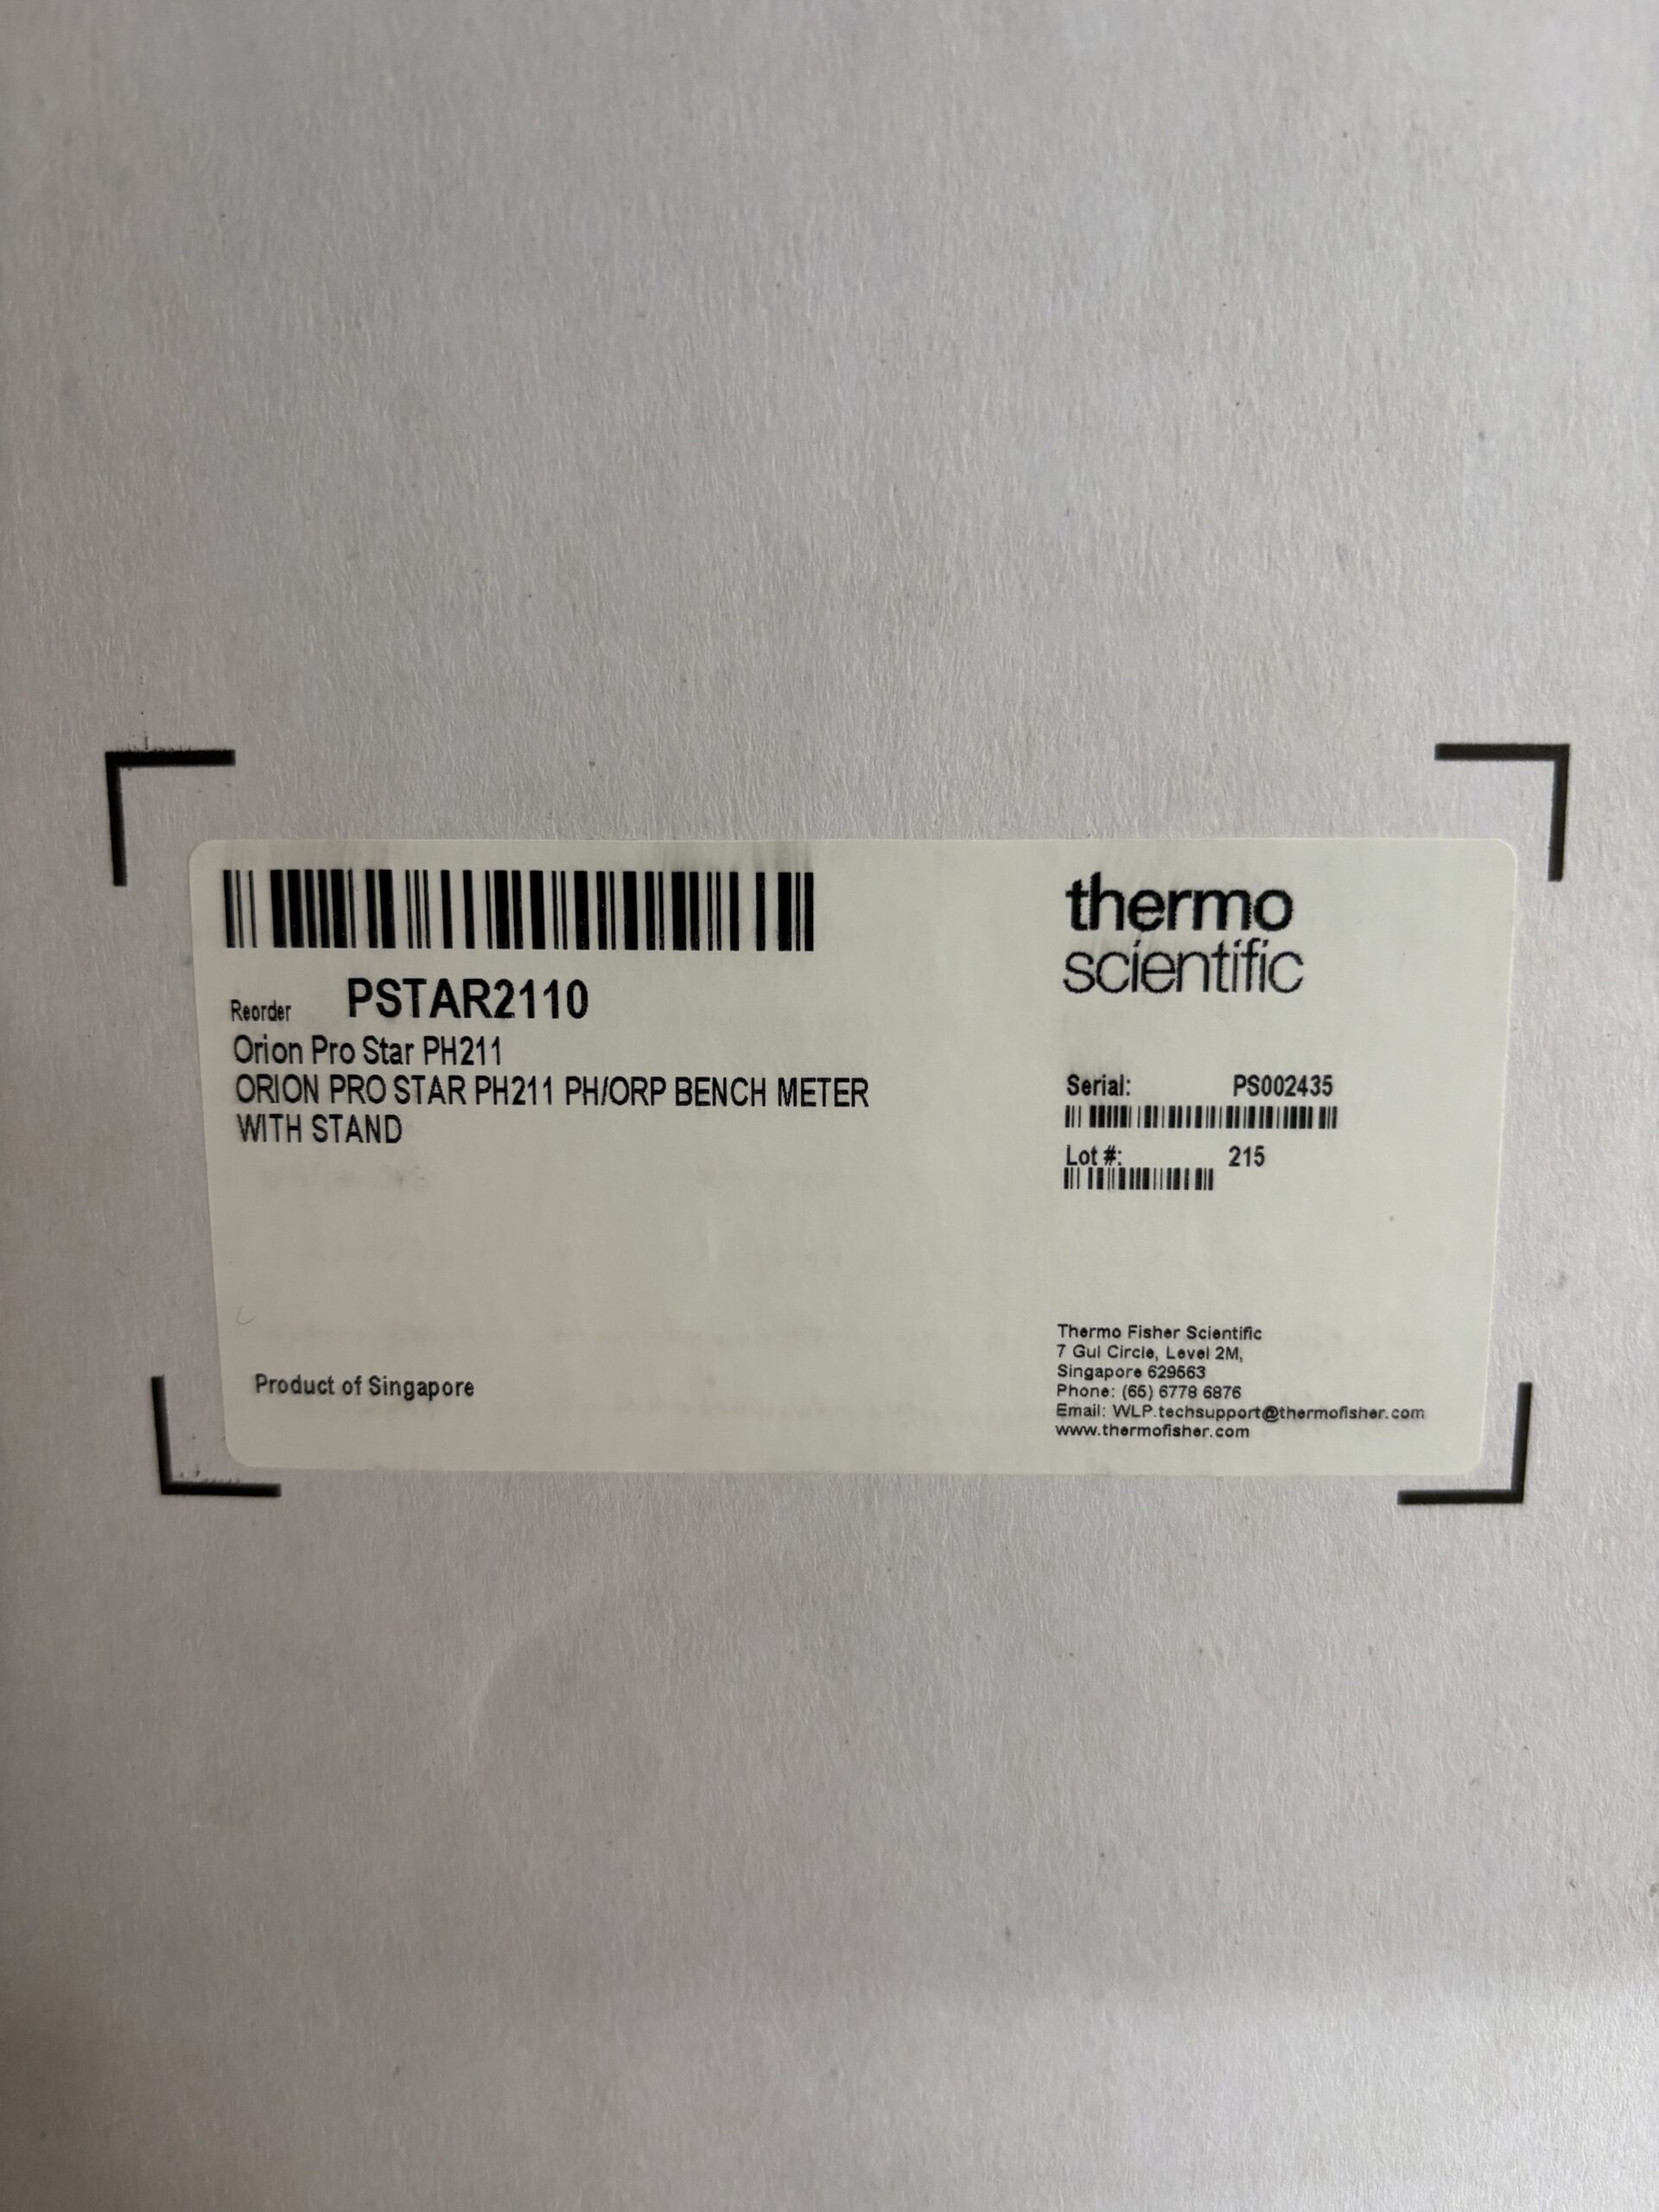 thermo
scientific
Reorder PSTAR2110
Orion Pro Star PH211
ORION PRO STAR PH211 PH/ORP BENCH METER
WITH STAND
Serial: PS002435
Lot #: 215
Product of Singapore
Thermo Fisher Scientific
7 Gul Circle, Level 2M,
Singapore 629563
Phone: (65) 6778 6876
Email: WLP.techsupport@thermofisher.com
www.thermofisher.com